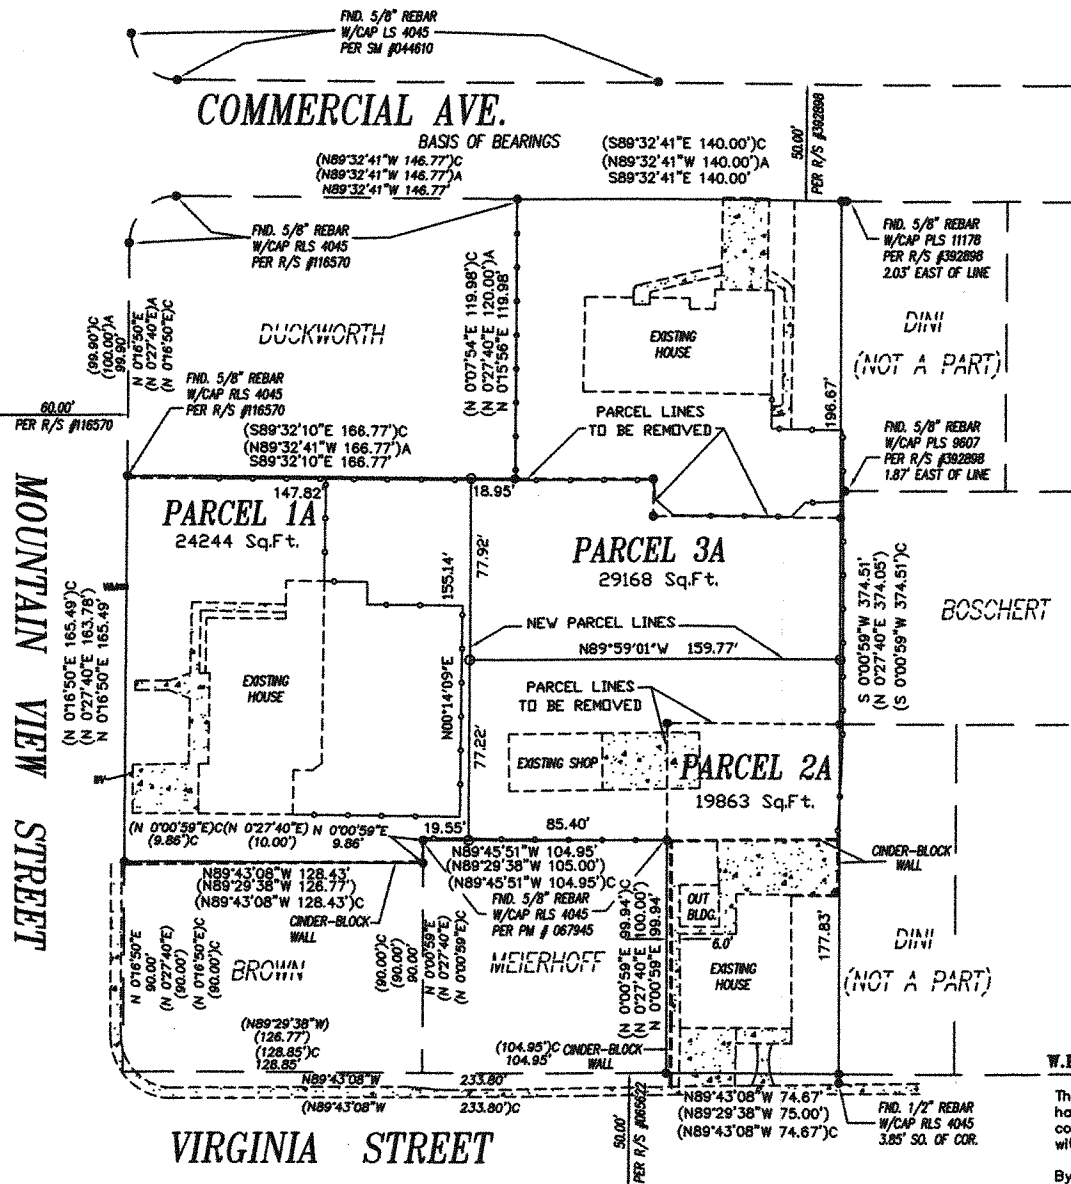 FND. 5/8" REBAR
W/CAP LS 4045
PER SM #044610
COMMERCIAL AVE.
BASIS OF BEARINGS
(N89°32'41"W 146.77')C
(N89°32'41"W 146.77')A
N89°32'41"W 146.77'
(S89°32'41"E 140.00')C
(N89°32'41"W 140.00')A
S89°32'41"E 140.00'
50.00'
PER R/S #392898
FND. 5/8" REBAR
W/CAP RLS 4045
PER R/S #116570
FND. 5/8" REBAR
W/CAP PLS 11178
PER R/S #392898
2.03' EAST OF LINE
(99.90')C
(100.00')A
99.90'
N 0°16'50"E
(N 0°27'40"E)A
(N 0°16'50"E)C
DUCKWORTH
(N 0°07'54"E 119.98')C
(N 0°27'40"E 120.00')A
N 0°15'56"E 119.98'
EXISTING
HOUSE
DINI
(NOT A PART)
196.67'
60.00'
PER R/S #116570
FND. 5/8" REBAR
W/CAP RLS 4045
PER R/S #116570
(S89°32'10"E 166.77')C
(N89°32'41"W 166.77')A
S89°32'10"E 166.77'
PARCEL LINES
TO BE REMOVED
FND. 5/8" REBAR
W/CAP PLS 9607
PER R/S #392898
1.87' EAST OF LINE
147.82'
18.95'
PARCEL 1A
24244 Sq.Ft.
PARCEL 3A
29168 Sq.Ft.
155.14'
77.92'
MOUNTAIN VIEW STREET
(N 0°16'50"E 165.49')C
(N 0°27'40"E 163.78')
N 0°16'50"E 165.49'
S 0°00'59"W 374.51'
(N 0°27'40"E 374.05')
(S 0°00'59"W 374.51')C
BOSCHERT
NEW PARCEL LINES
N89°59'01"W 159.77'
EXISTING
HOUSE
N00°14'09"E
PARCEL LINES
TO BE REMOVED
77.22'
EXISTING SHOP
PARCEL 2A
19863 Sq.Ft.
(N 0°00'59"E)C
(9.86')C
(N 0°27'40"E)
(10.00')
N 0°00'59"E
9.86'
19.55'
85.40'
N89°43'08"W 128.43'
(N89°29'38"W 126.77')
(N89°43'08"W 128.43')C
N89°45'51"W 104.95'
(N89°29'38"W 105.00')
(N89°45'51"W 104.95')C
FND. 5/8" REBAR
W/CAP RLS 4045
PER PM # 067945
CINDER-BLOCK
WALL
CINDER-BLOCK
WALL
N 0°16'50"E
90.00'
(N 0°27'40"E)
(90.00')
(N 0°16'50"E)C
(90.00')C
BROWN
(90.00')C
(90.00')
90.00'
N 0°00'59"E
(N 0°27'40"E)
(N 0°00'59"E)C
MEIERHOFF
(N 0°00'59"E 99.94')C
(N 0°27'40"E 100.00')
N 0°00'59"E 99.94'
OUT
BLDG.
6.0'
EXISTING
HOUSE
177.83'
DINI
(NOT A PART)
(N89°29'38"W)
(126.77')
(128.85')C
128.85'
(104.95')C
104.95'
CINDER-BLOCK
WALL
N89°43'08"W 233.80'
(N89°43'08"W 233.80')C
50.00'
PER R/S #065622
N89°43'08"W 74.67'
(N89°29'38"W 75.00')
(N89°43'08"W 74.67')C
FND. 1/2" REBAR
W/CAP RLS 4045
3.85' SO. OF COR.
VIRGINIA STREET
By